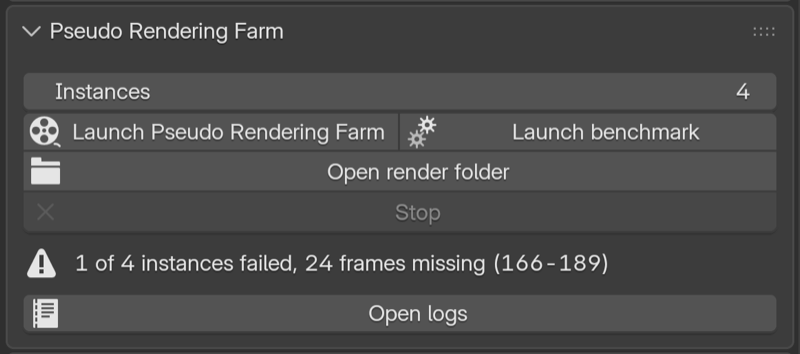 Pseudo Rendering Farm
Instances 4
Launch Pseudo Rendering Farm Launch benchmark
Open render folder
Stop
1 of 4 instances failed, 24 frames missing (166-189)
Open logs